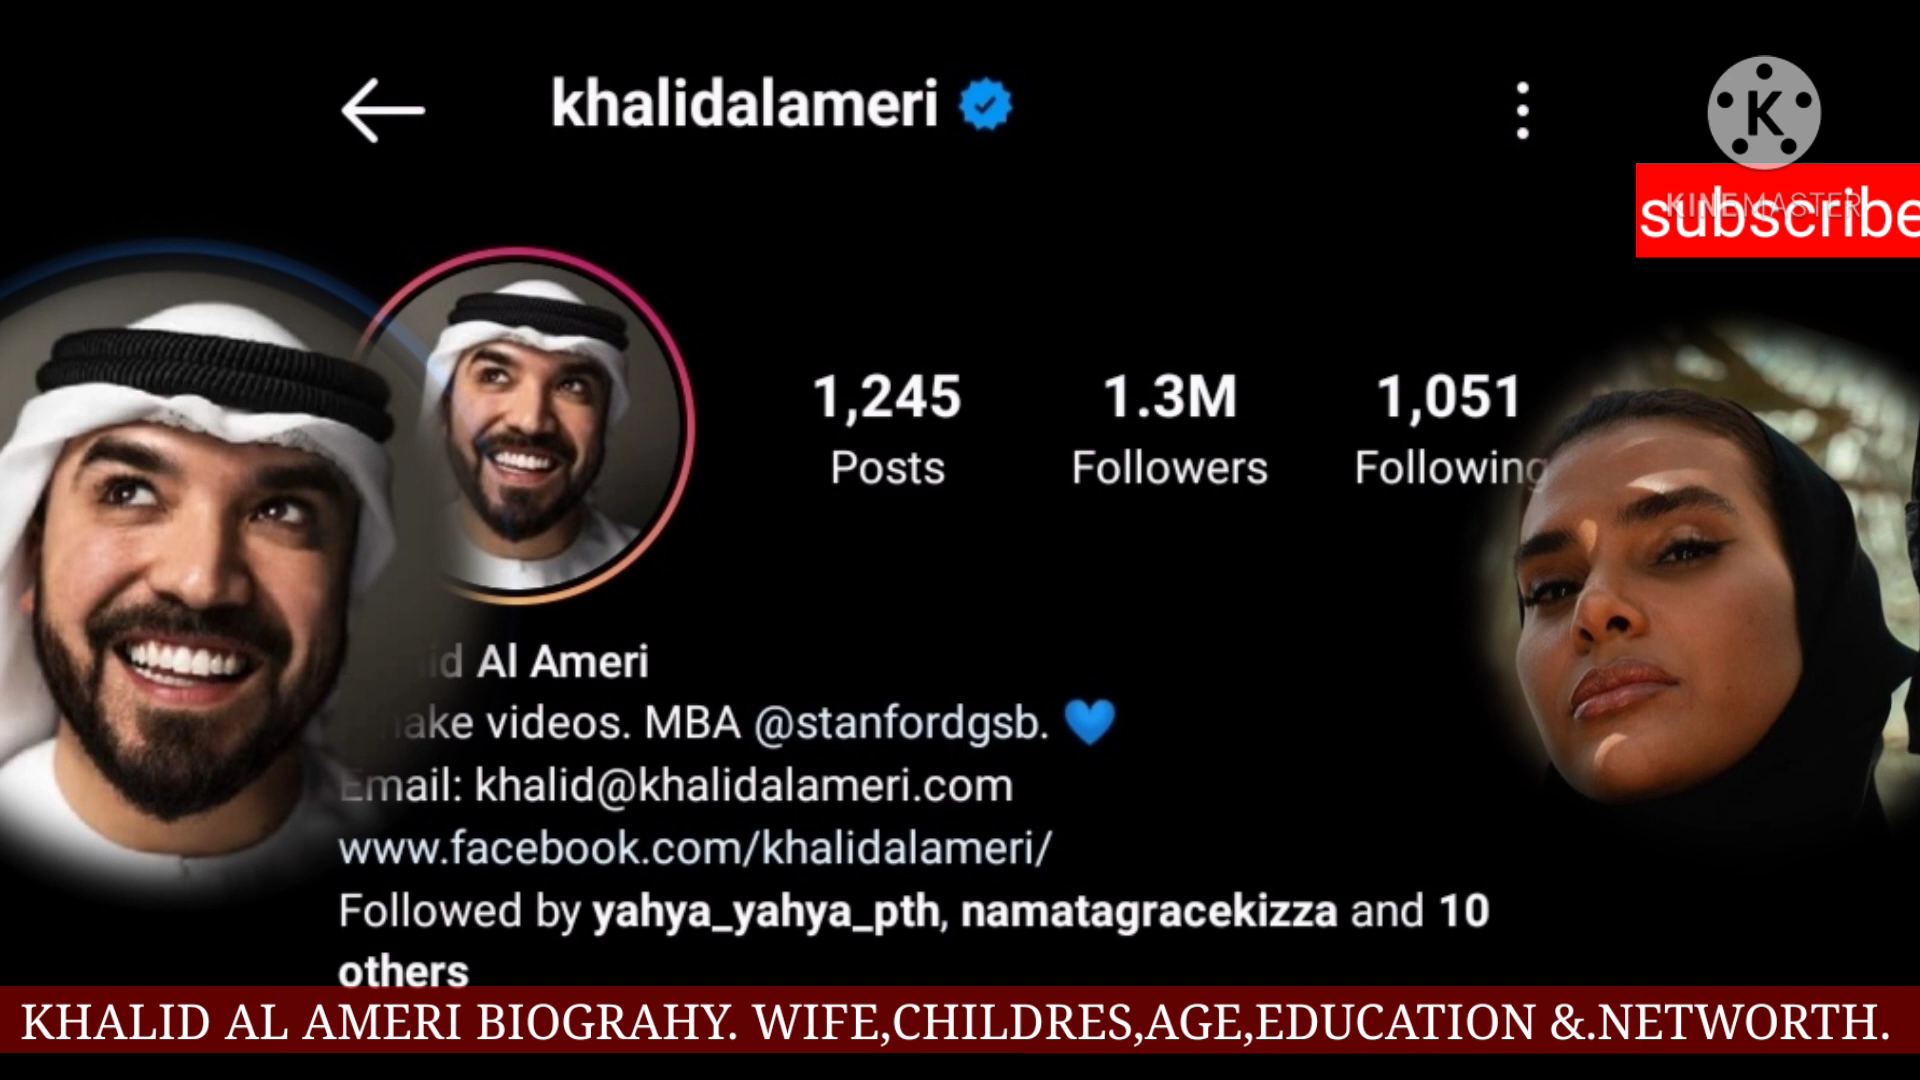 khalidalameri
K
KINEMASTER
subscribe
1,245 1.3M 1,051
Posts Followers Following
Al Ameri
videos. MBA @stanfordgsb. 💙
Email: khalid@khalidalameri.com
www.facebook.com/khalidalameri/
Followed by yahya_yahya_pth, namatagracekizza and 10
others
KHALID AL AMERI BIOGRAHY. WIFE,CHILDRES,AGE,EDUCATION &.NETWORTH.